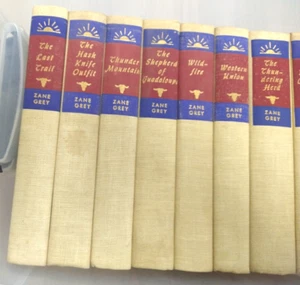 The
Last
Trail
ZANE
GREY
The
Hash
Knife
Outfit
ZANE
GREY
Thunder
Mountain
ZANE
GREY
The
Shepherd
of
Guadaloupe
ZANE
GREY
Wild-
fire
ZANE
GREY
Western
Union
ZANE
GREY
The
Thun-
dering
Herd
ZANE
GREY